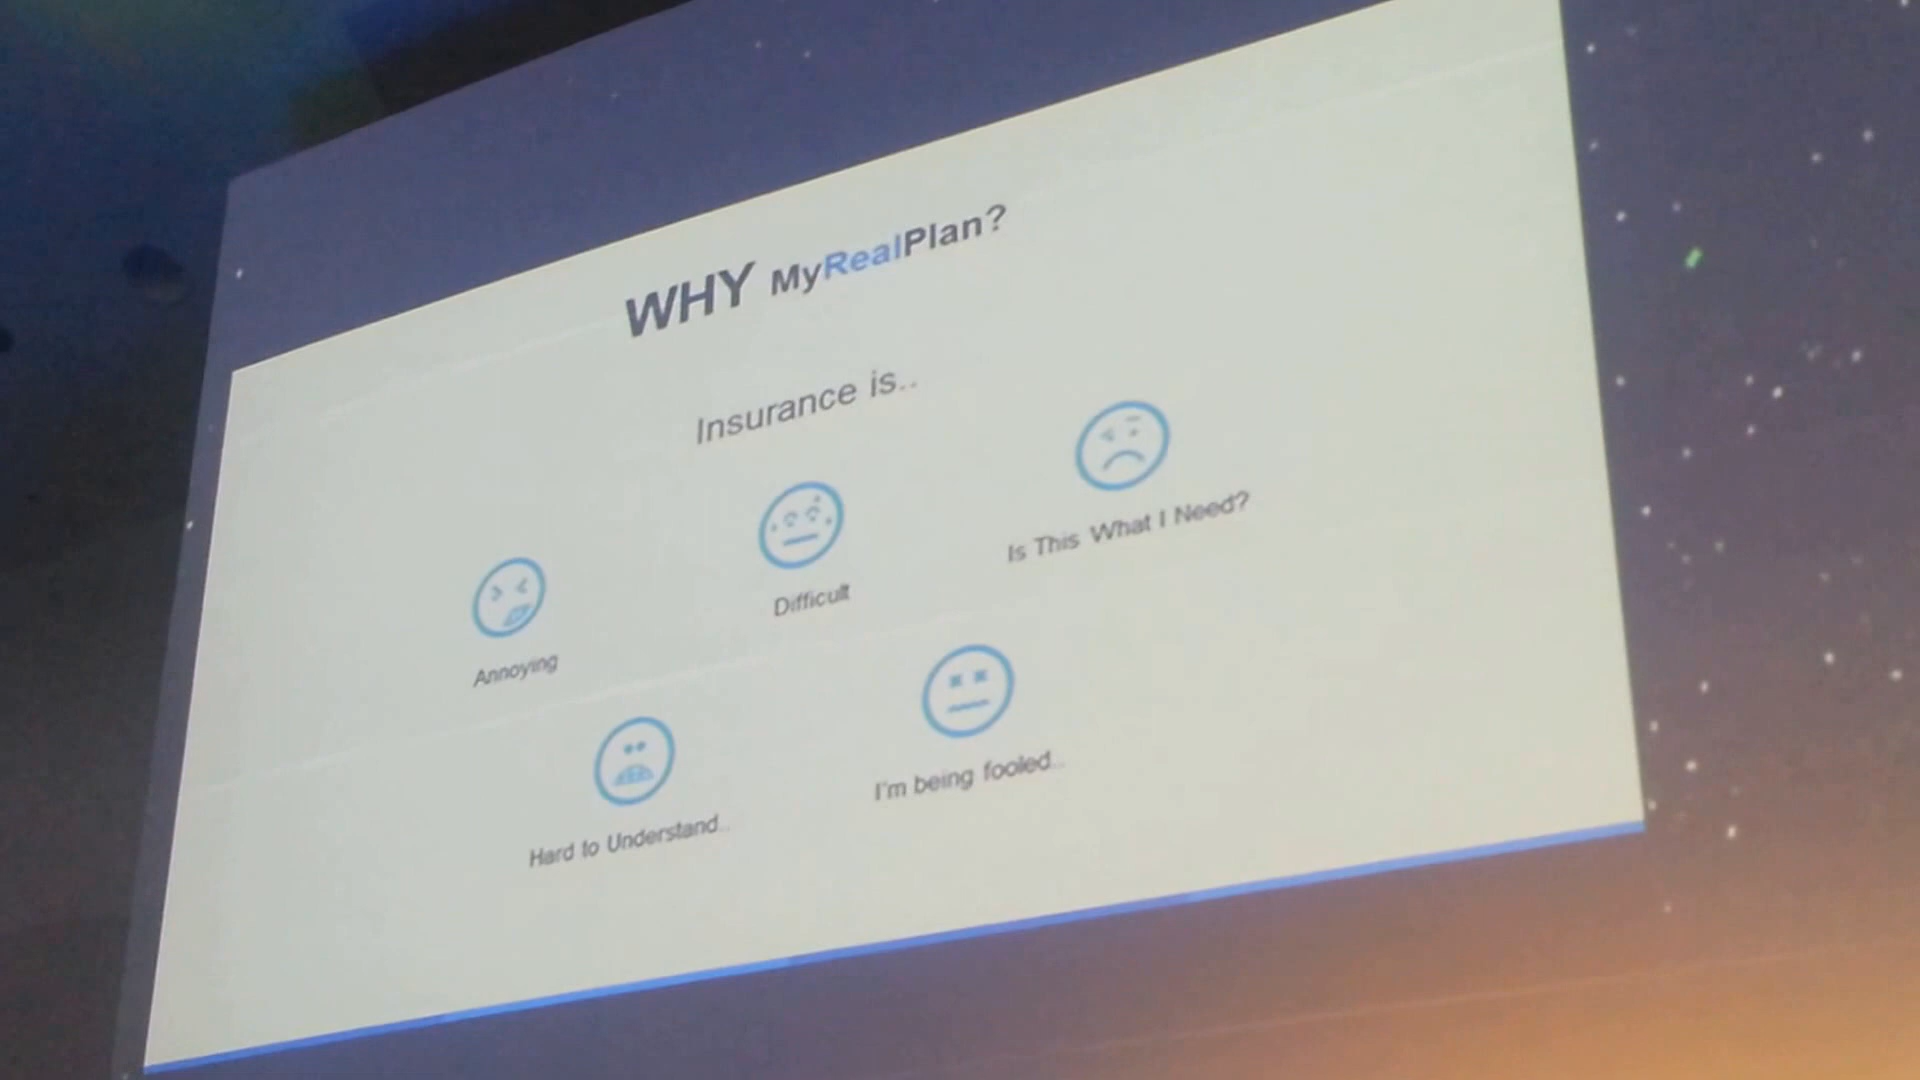 WHY MyRealPlan?
Insurance is..
Annoying
Difficult
Is This What I Need?
Hard to Understand..
I'm being fooled..